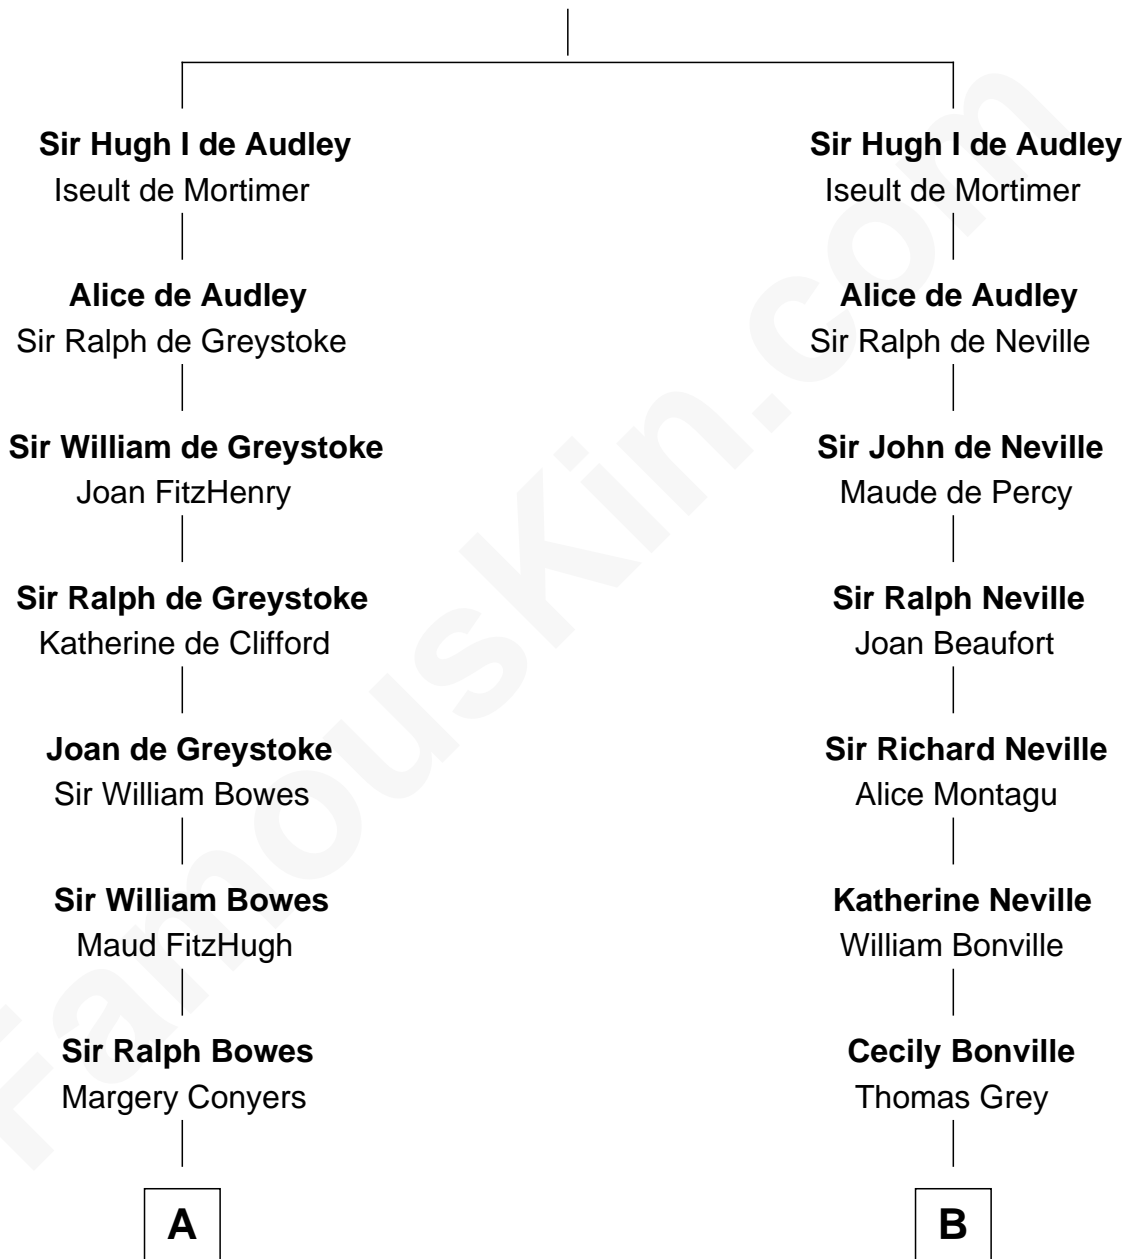 Sir Hugh I de Audley
Iseult de Mortimer
Alice de Audley
Sir Ralph de Greystoke
Sir William de Greystoke
Joan FitzHenry
Sir Ralph de Greystoke
Katherine de Clifford
Joan de Greystoke
Sir William Bowes
Sir William Bowes
Maud FitzHugh
Sir Ralph Bowes
Margery Conyers
A
Sir Hugh I de Audley
Iseult de Mortimer
Alice de Audley
Sir Ralph de Neville
Sir John de Neville
Maude de Percy
Sir Ralph Neville
Joan Beaufort
Sir Richard Neville
Alice Montagu
Katherine Neville
William Bonville
Cecily Bonville
Thomas Grey
B
FamousKin.com